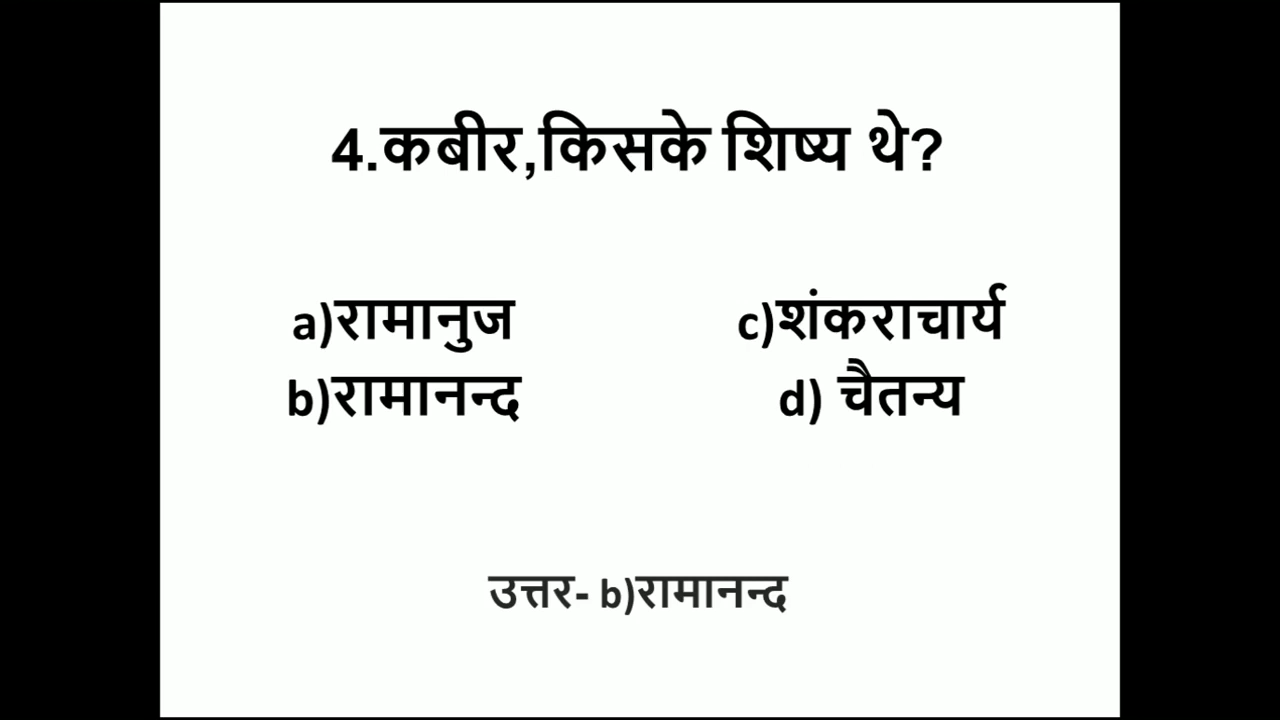 4.कबीर,किसके शिष्य थे?
a)रामानुज
b)रामानन्द
c)शंकराचार्य
d) चैतन्य
उत्तर- b)रामानन्द